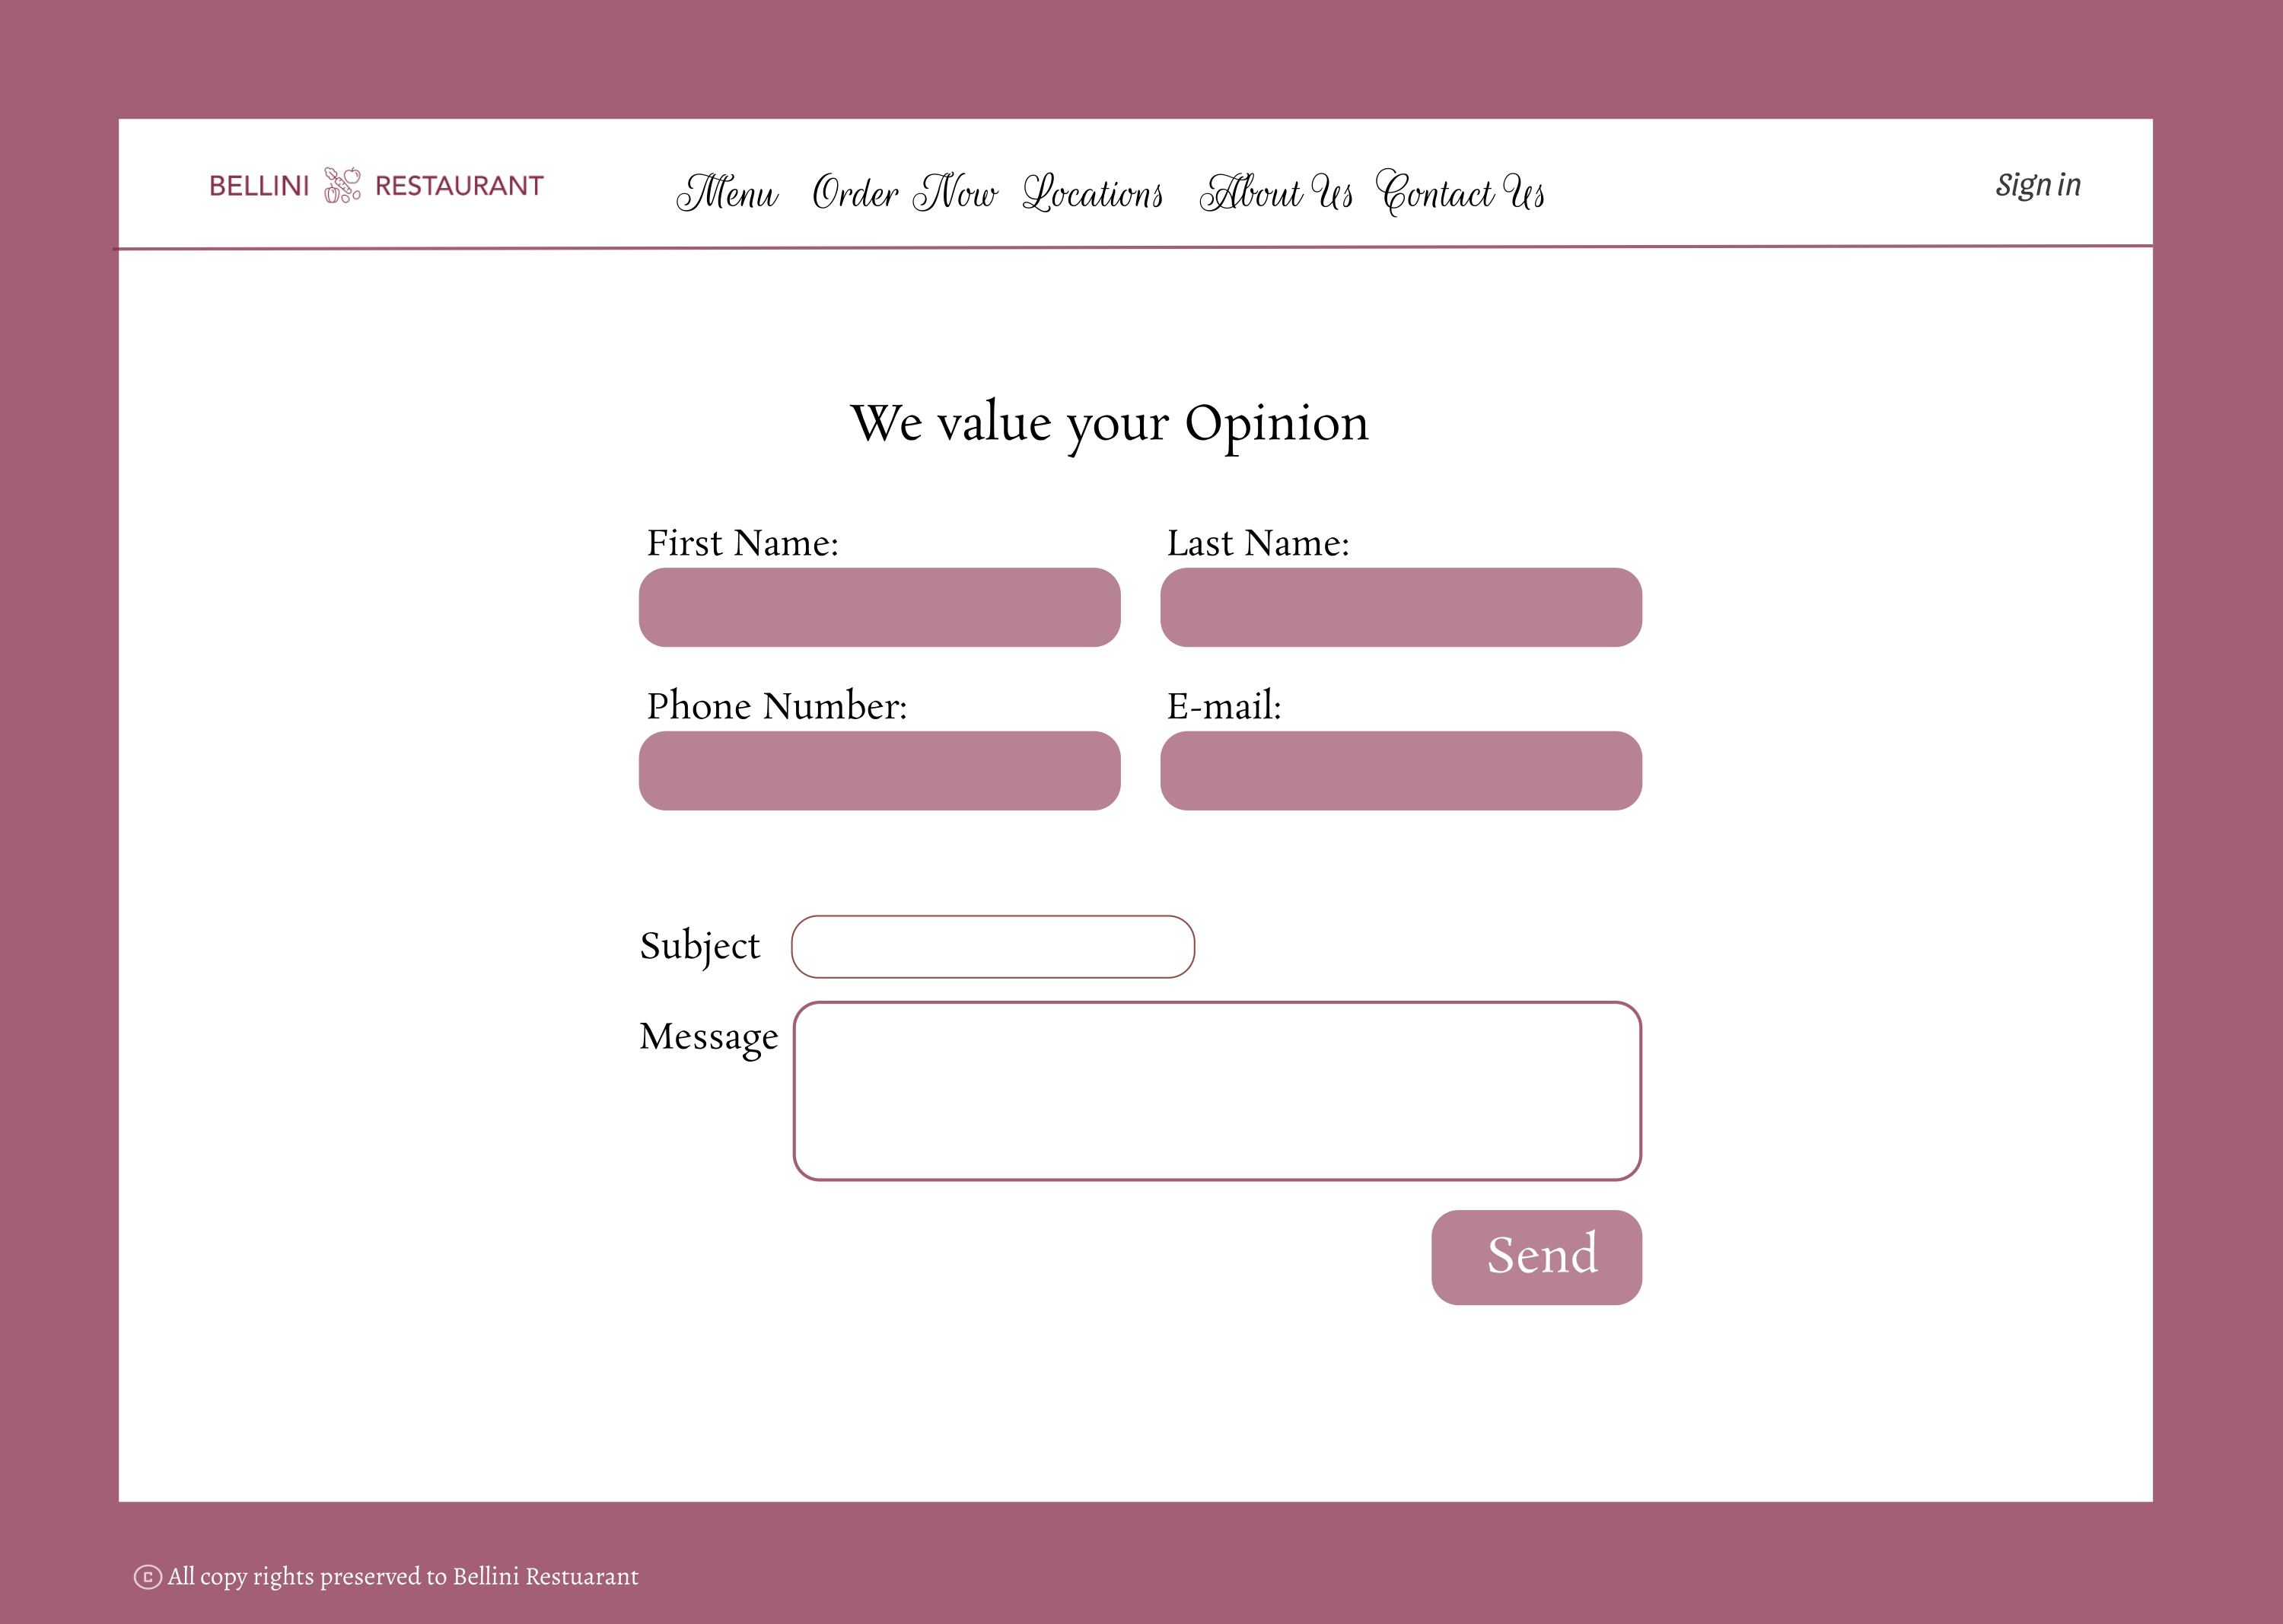 BELLINI RESTAURANT
Menu Order Now Locations About Us Contact Us
Sign in
We value your Opinion
First Name: Last Name:
Phone Number: E-mail:
Subject
Message
Send
© All copy rights preserved to Bellini Restuarant